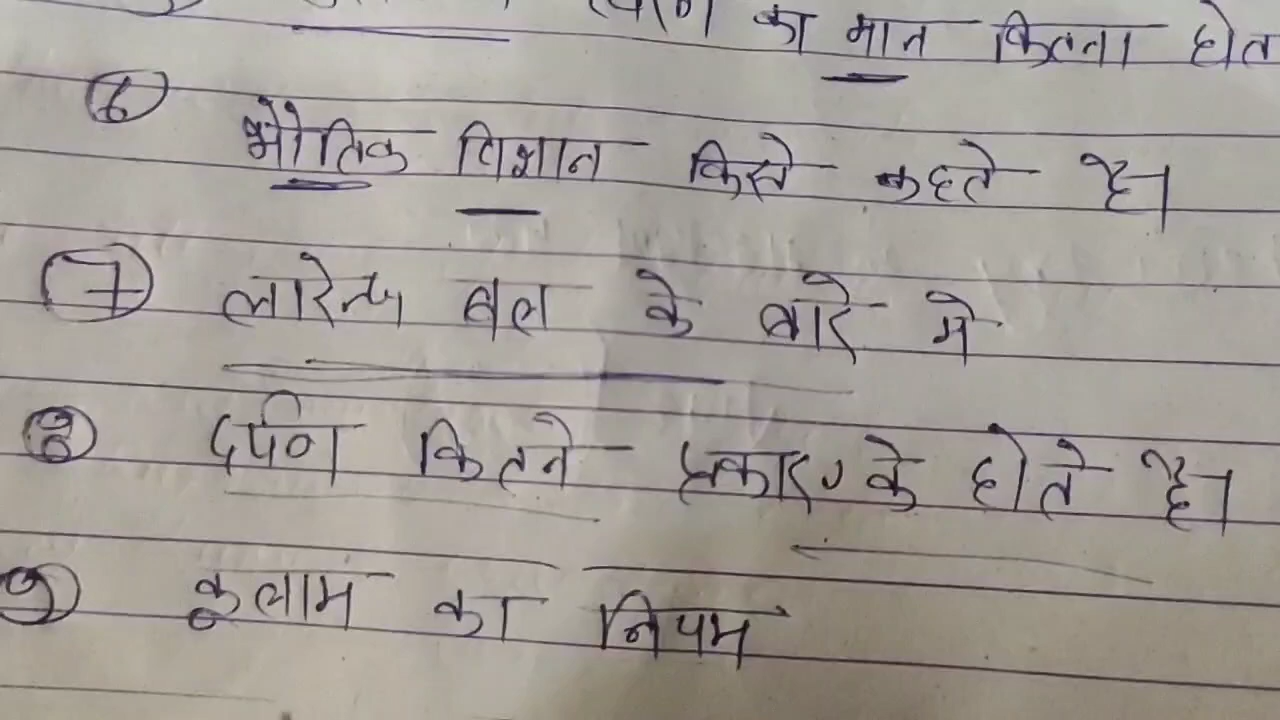 का मान कितना होत
6 भौतिक विज्ञान किसे कहते है।
7 लारेन्ज बल के बारे मे
8 दर्पण कितने प्रकार के होते है।
9 कुलाम का नियम